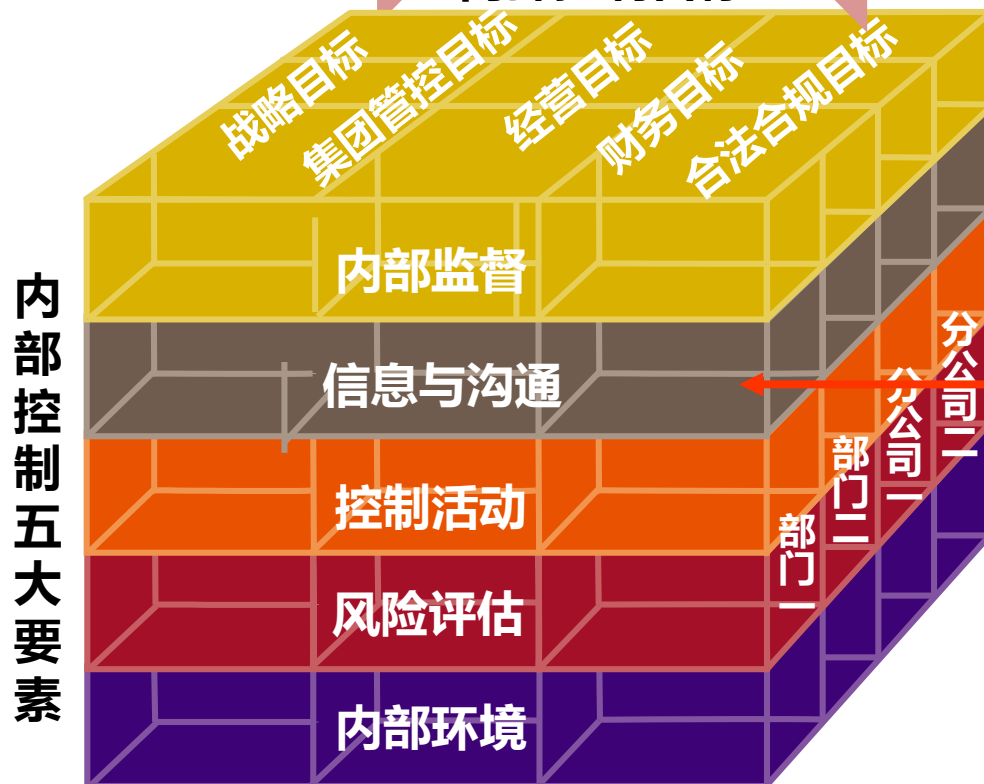 战略目标
集团管控目标
经营目标
财务目标
合法合规目标
内部控制五大要素
内部监督
信息与沟通
控制活动
风险评估
内部环境
部门一
部门二
分公司一
分公司二